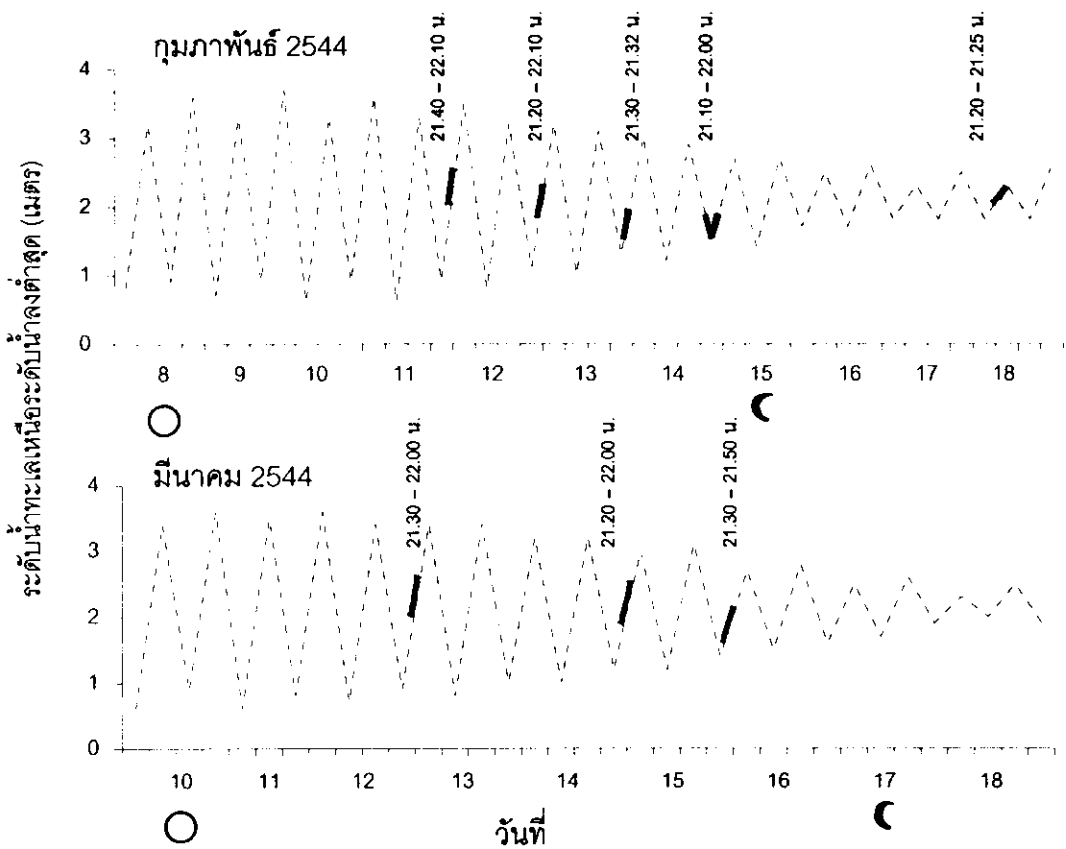 ระดับน้ำทะเลเหนือระดับน้ำลงต่ำสุด (เมตร)
กุมภาพันธ์ 2544
21.40 – 22.10 น.
21.20 – 22.10 น.
21.30 – 21.32 น.
21.10 – 22.00 น.
21.20 – 21.25 น.
4
3
2
1
0
8 9 10 11 12 13 14 15 16 17 18
มีนาคม 2544
21.30 – 22.00 น.
21.20 – 22.00 น.
21.30 – 21.50 น.
4
3
2
1
0
10 11 12 13 14 15 16 17 18
วันที่